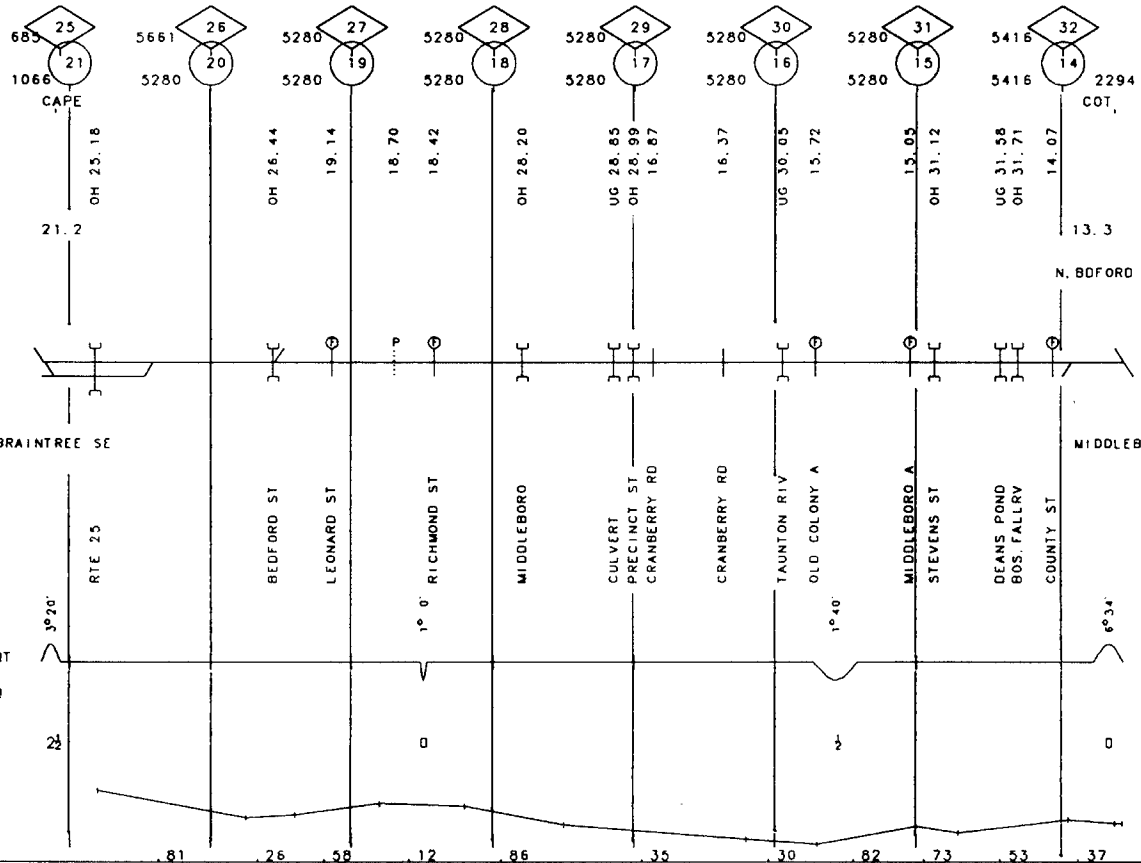 25 26 27 28 29 30 31 32
685 5661 5280 5280 5280 5280 5280 5416
21 20 19 18 17 16 15 14
1066 5280 5280 5280 5280 5280 5280 5416 2294
CAPE COT,
OH 25.18
OH 26.44
19.14
18.70
18.42
OH 28.20
UG 28.85
OH 28.99
16.87
16.37
UG 30.05
15.72
15.05
OH 31.12
UG 31.58
OH 31.71
14.07
21.2 13.3
N. BDFORD
F P F F F F
BRAINTREE SE MIDDLEB
RTE 25
BEDFORD ST
LEONARD ST
RICHMOND ST
MIDDLEBORO
CULVERT
PRECINCT ST
CRANBERRY RD
CRANBERRY RD
TAUNTON RIV
OLD COLONY A
MIDDLEBORO A
STEVENS ST
DEANS POND
BOS. FALLRV
COUNTY ST
3°20' 1°0' 1°40' 6°34'
RT
2½ 0 ½ 0
.81 .26 .58 .12 .86 .35 .30 .82 .73 .53 .37